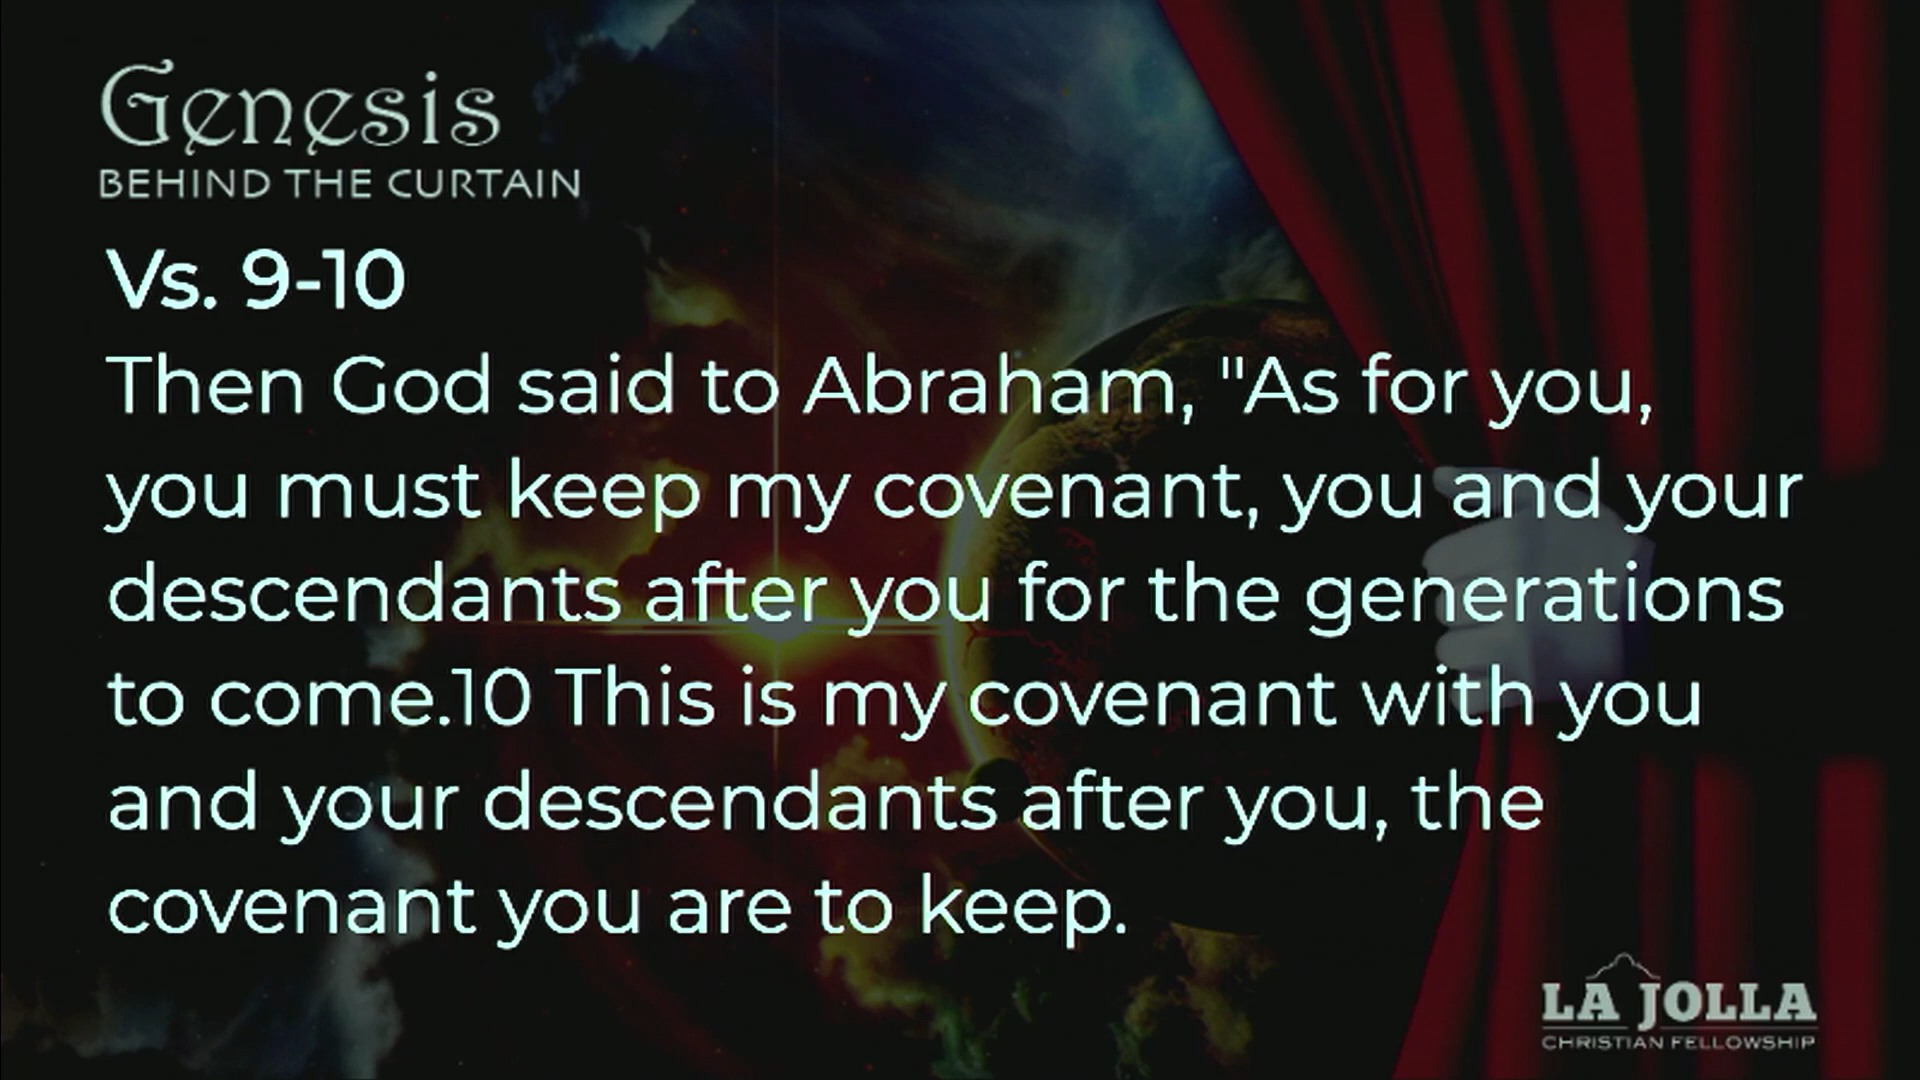 Genesis
BEHIND THE CURTAIN
Vs. 9-10
Then God said to Abraham, "As for you,
you must keep my covenant, you and your
descendants after you for the generations
to come.10 This is my covenant with you
and your descendants after you, the
covenant you are to keep.
LA JOLLA
CHRISTIAN FELLOWSHIP